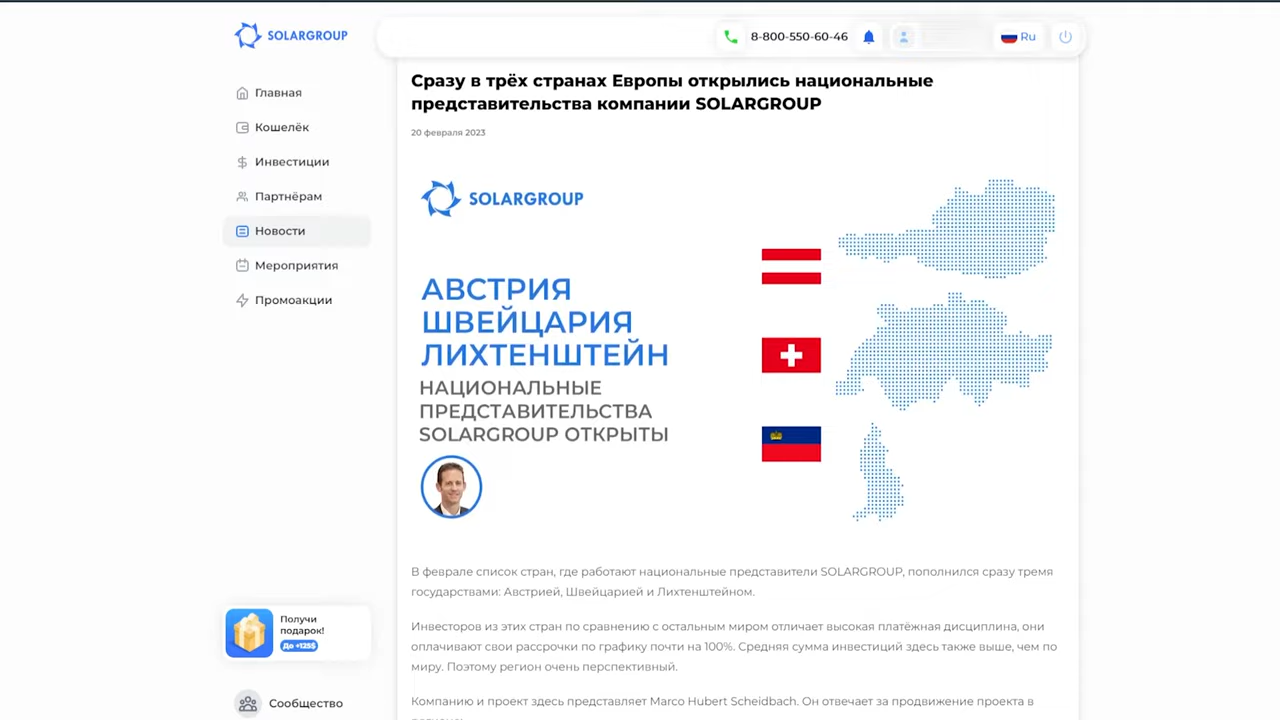 SOLARGROUP
8-800-550-60-46
Ru
Главная
Кошелёк
Инвестиции
Партнёрам
Новости
Мероприятия
Промоакции
Получи
подарок!
До +125$
Сообщество
Сразу в трёх странах Европы открылись национальные
представительства компании SOLARGROUP
20 февраля 2023
SOLARGROUP
АВСТРИЯ
ШВЕЙЦАРИЯ
ЛИХТЕНШТЕЙН
НАЦИОНАЛЬНЫЕ
ПРЕДСТАВИТЕЛЬСТВА
SOLARGROUP ОТКРЫТЫ
В феврале список стран, где работают национальные представители SOLARGROUP, пополнился сразу тремя
государствами: Австрией, Швейцарией и Лихтенштейном.
Инвесторов из этих стран по сравнению с остальным миром отличает высокая платёжная дисциплина, они
оплачивают свои рассрочки по графику почти на 100%. Средняя сумма инвестиций здесь также выше, чем по
миру. Поэтому регион очень перспективный.
Компанию и проект здесь представляет Marco Hubert Scheidbach. Он отвечает за продвижение проекта в